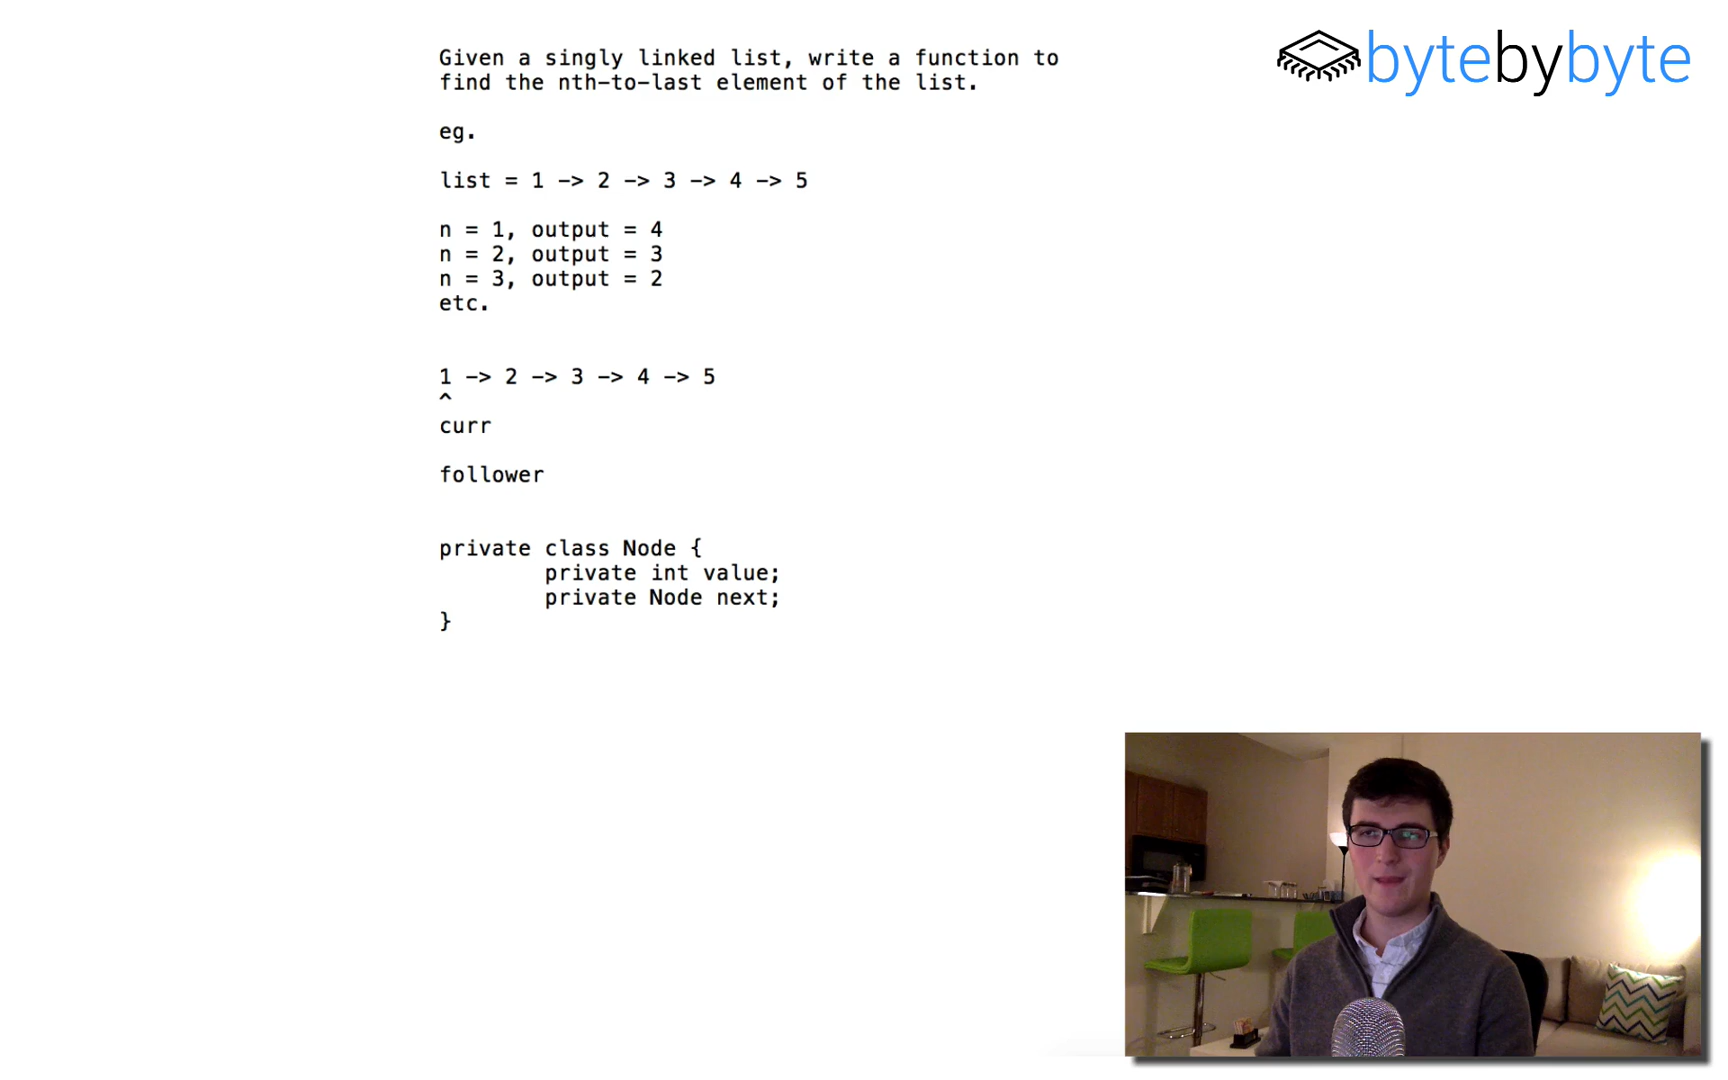 Given a singly linked list, write a function to
find the nth-to-last element of the list.
eg.
list = 1 -> 2 -> 3 -> 4 -> 5
n = 1, output = 4
n = 2, output = 3
n = 3, output = 2
etc.
1 -> 2 -> 3 -> 4 -> 5
^
curr
follower
private class Node {
private int value;
private Node next;
}
bytebybyte